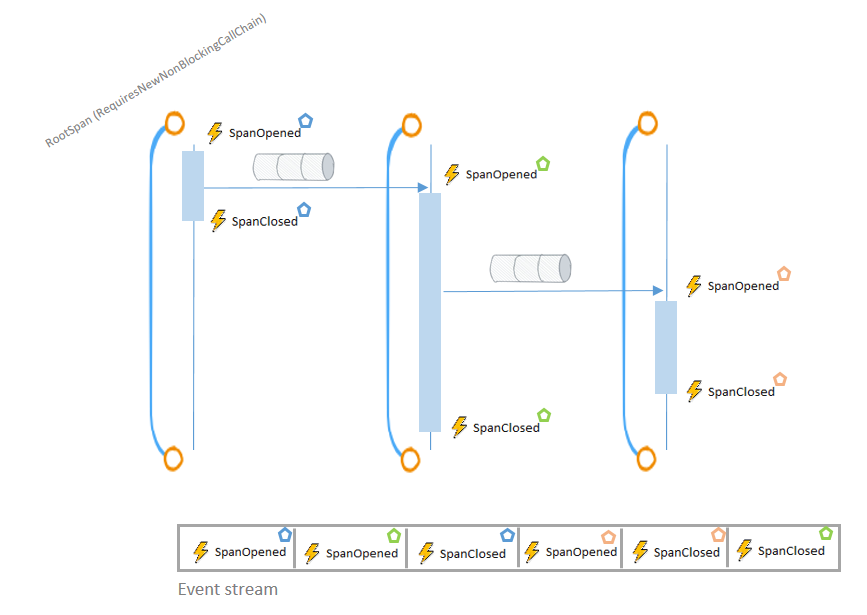 RootSpan (RequiresNewNonBlockingCallChain)
SpanOpened
SpanOpened
SpanClosed
SpanOpened
SpanClosed
SpanClosed
SpanOpened SpanOpened SpanClosed SpanOpened SpanClosed SpanClosed
Event stream